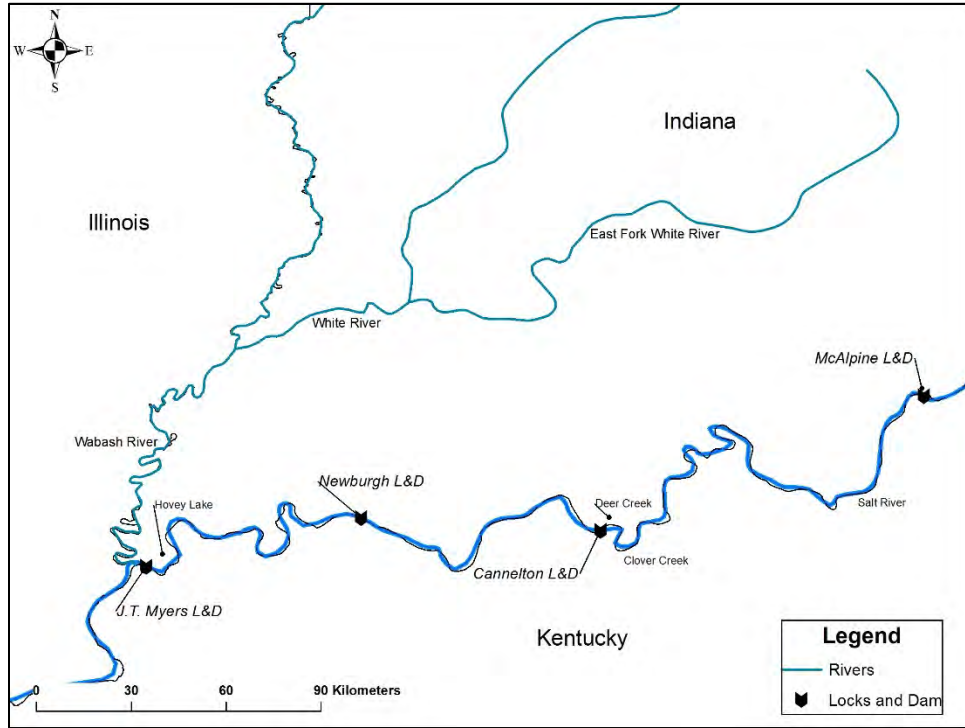 N
W
E
S
Indiana
Illinois
East Fork White River
White River
McAlpine L&D
Wabash River
Newburgh L&D
Hovey Lake
Deer Creek
Salt River
Cannelton L&D
Clover Creek
J.T. Myers L&D
Kentucky
Legend
Rivers
Locks and Dam
0 30 60 90 Kilometers